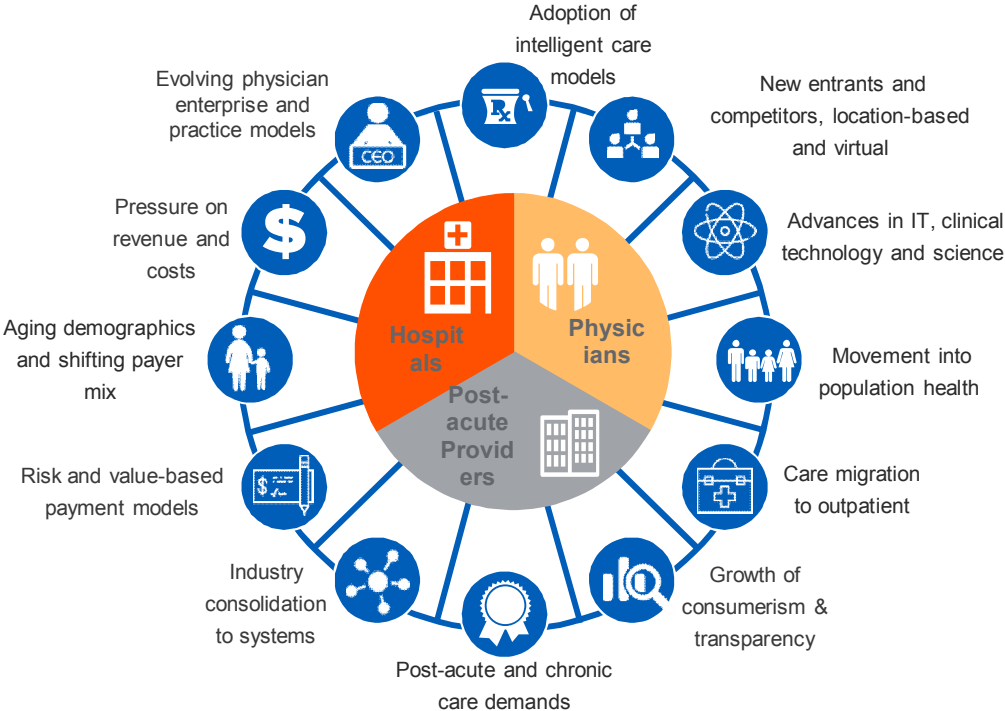 Adoption of
intelligent care
models
Evolving physician
enterprise and
practice models
CEO
Rx
New entrants and
competitors, location-based
and virtual
Pressure on
revenue and
costs
$
Advances in IT, clinical
technology and science
Hospit
als
Physic
ians
Aging demographics
and shifting payer
mix
Movement into
population health
Post-
acute
Provid
ers
Risk and value-based
payment models
$
Care migration
to outpatient
Industry
consolidation
to systems
Growth of
consumerism &
transparency
Post-acute and chronic
care demands